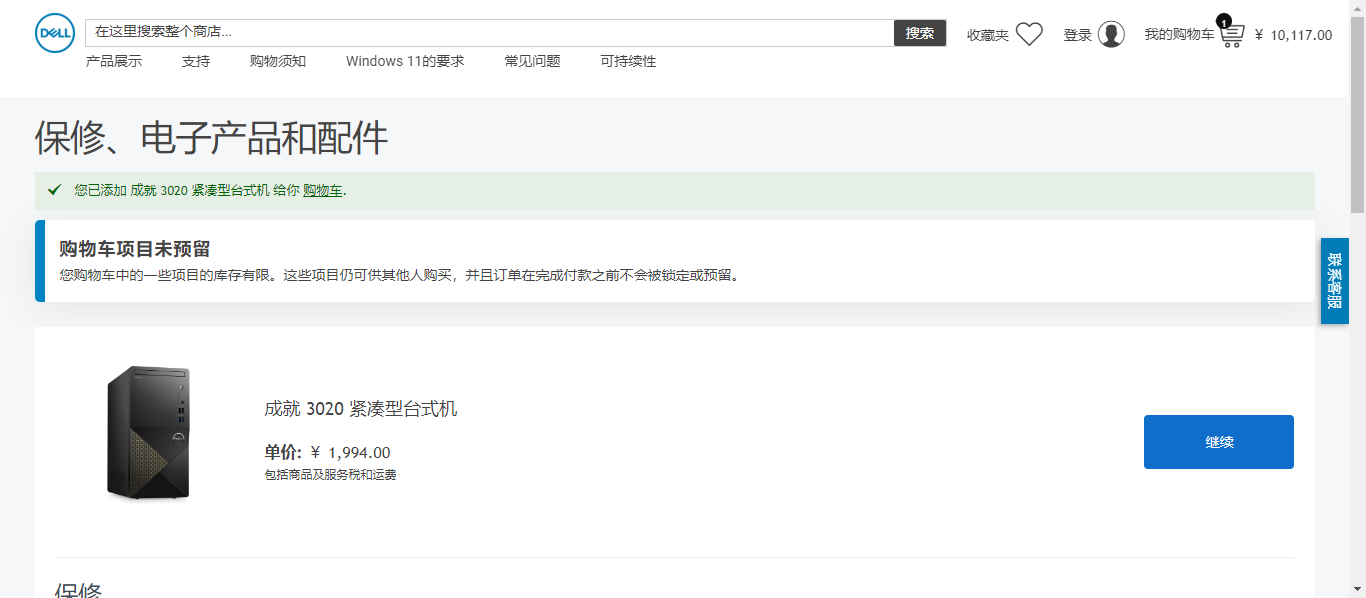 DELL
在这里搜索整个商店...
搜索
收藏夹
登录
我的购物车
1
¥ 10,117.00
产品展示 支持 购物须知 Windows 11的要求 常见问题 可持续性
保修、电子产品和配件
您已添加 成就 3020 紧凑型台式机 给你 购物车.
购物车项目未预留
您购物车中的一些项目的库存有限。这些项目仍可供其他人购买，并且订单在完成付款之前不会被锁定或预留。
联系客服
成就 3020 紧凑型台式机
单价: ¥ 1,994.00
包括商品及服务税和运费
继续
保修